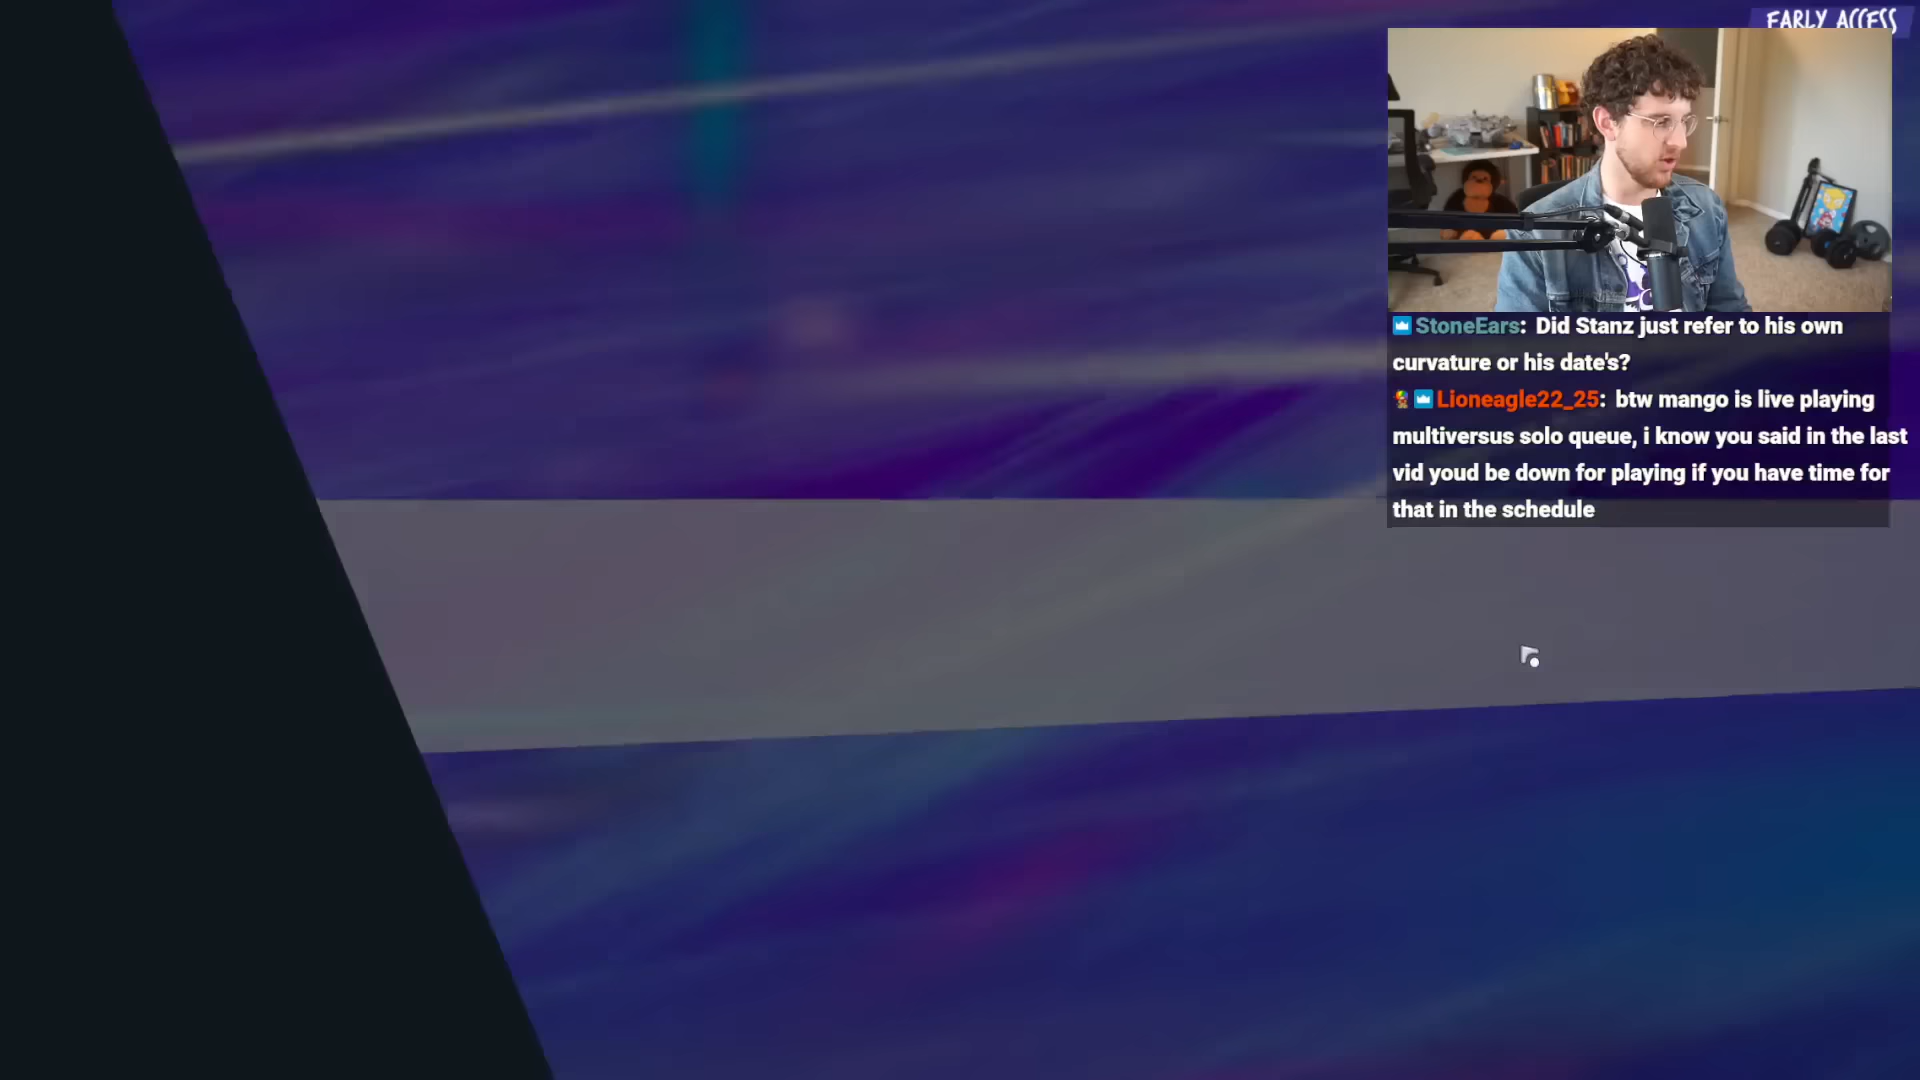 EARLY ACCESS
StoneEars: Did Stanz just refer to his own
curvature or his date's?
Lioneagle22_25: btw mango is live playing
multiversus solo queue, i know you said in the last
vid youd be down for playing if you have time for
that in the schedule